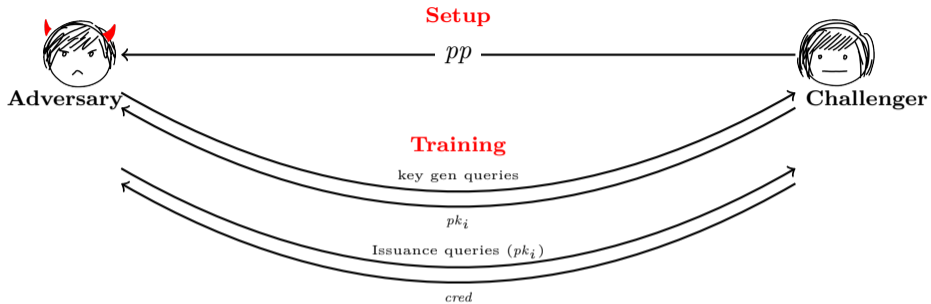 Setup
pp
Adversary
Challenger
Training
key gen queries
pk_i
Issuance queries (pk_i)
cred